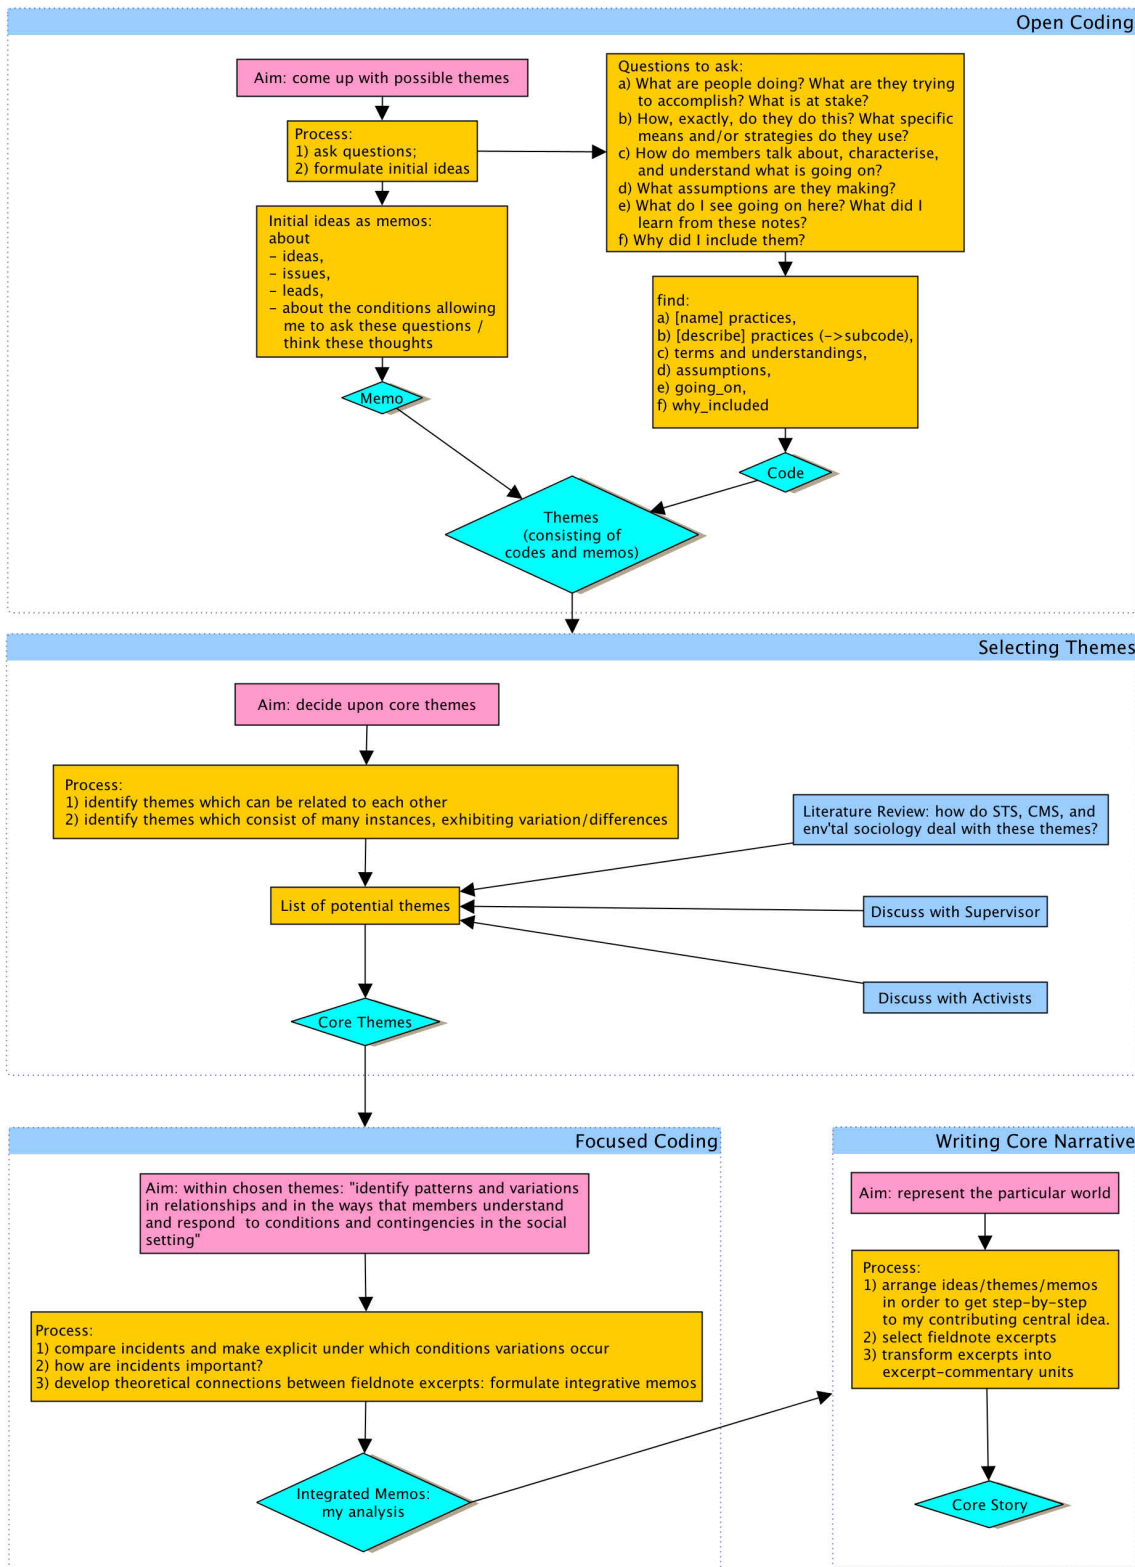 Open Coding
Aim: come up with possible themes
Process:
1) ask questions;
2) formulate initial ideas
Questions to ask:
a) What are people doing? What are they trying
to accomplish? What is at stake?
b) How, exactly, do they do this? What specific
means and/or strategies do they use?
c) How do members talk about, characterise,
and understand what is going on?
d) What assumptions are they making?
e) What do I see going on here? What did I
learn from these notes?
f) Why did I include them?
Initial ideas as memos:
about
- ideas,
- issues,
- leads,
- about the conditions allowing
me to ask these questions /
think these thoughts
find:
a) [name] practices,
b) [describe] practices (->subcode),
c) terms and understandings,
d) assumptions,
e) going_on,
f) why_included
Memo
Code
Themes
(consisting of
codes and memos)
Selecting Themes
Aim: decide upon core themes
Process:
1) identify themes which can be related to each other
2) identify themes which consist of many instances, exhibiting variation/differences
Literature Review: how do STS, CMS, and
env'tal sociology deal with these themes?
List of potential themes
Discuss with Supervisor
Discuss with Activists
Core Themes
Focused Coding
Aim: within chosen themes: "identify patterns and variations
in relationships and in the ways that members understand
and respond  to conditions and contingencies in the social
setting"
Process:
1) compare incidents and make explicit under which conditions variations occur
2) how are incidents important?
3) develop theoretical connections between fieldnote excerpts: formulate integrative memos
Integrated Memos:
my analysis
Writing Core Narrative
Aim: represent the particular world
Process:
1) arrange ideas/themes/memos
in order to get step-by-step
to my contributing central idea.
2) select fieldnote excerpts
3) transform excerpts into
excerpt-commentary units
Core Story